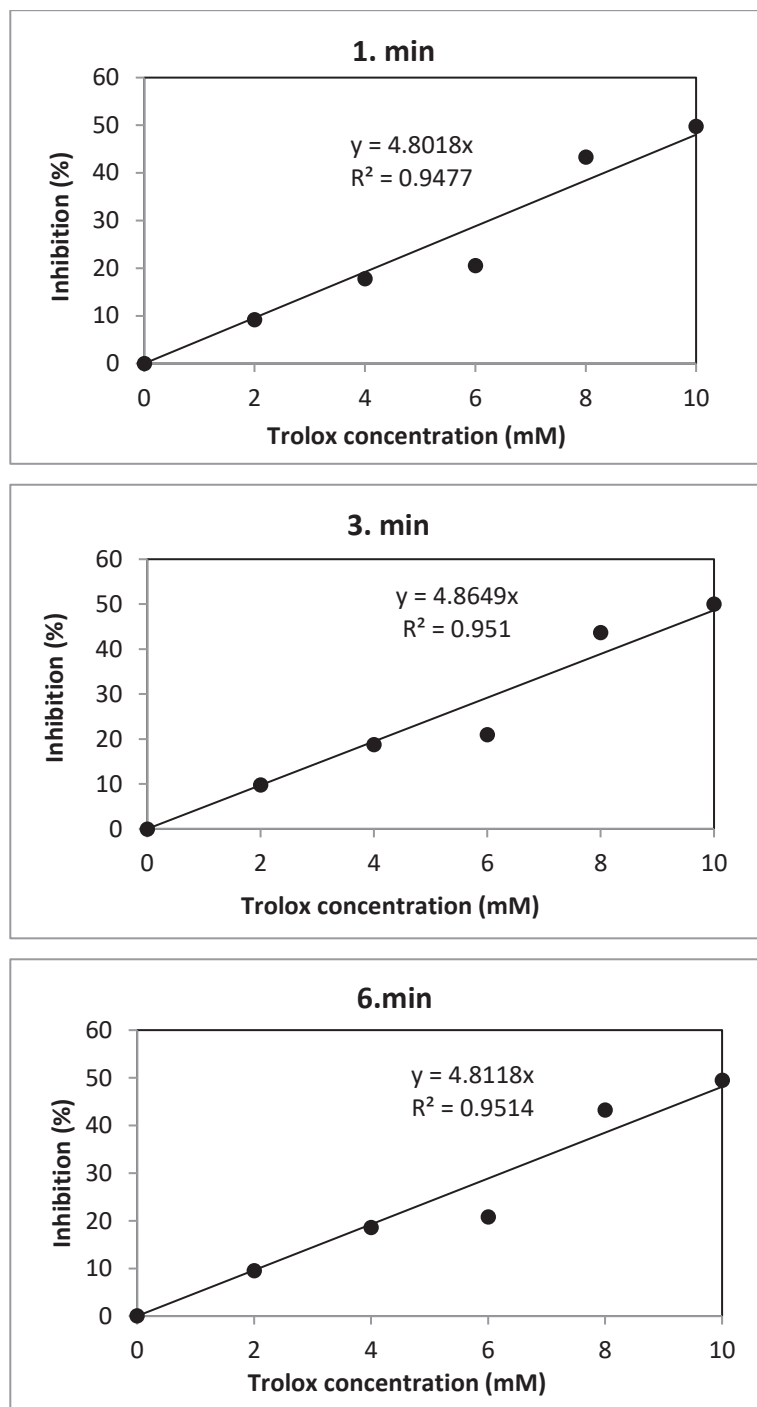 1. min
60
50
40
30
20
10
0
Inhibition (%)
y = 4.8018x
R² = 0.9477
0 2 4 6 8 10
Trolox concentration (mM)
3. min
60
50
40
30
20
10
0
Inhibition (%)
y = 4.8649x
R² = 0.951
0 2 4 6 8 10
Trolox concentration (mM)
6.min
60
50
40
30
20
10
0
Inhibition (%)
y = 4.8118x
R² = 0.9514
0 2 4 6 8 10
Trolox concentration (mM)